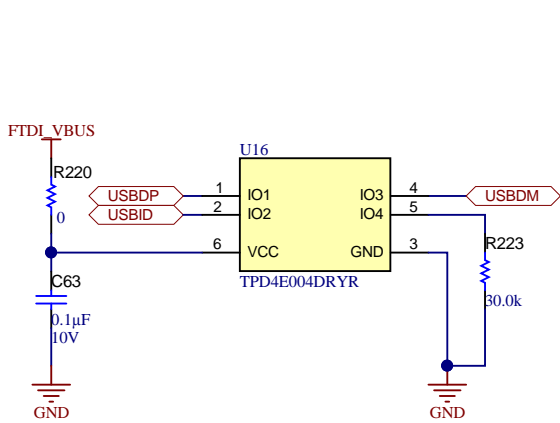 FTDI_VBUS
R220
0
C63
0.1µF
10V
GND
U16
USBDP
USBID
1
2
6
IO1
IO2
VCC
IO3
IO4
GND
4
5
3
USBDM
TPD4E004DRYR
R223
30.0k
GND